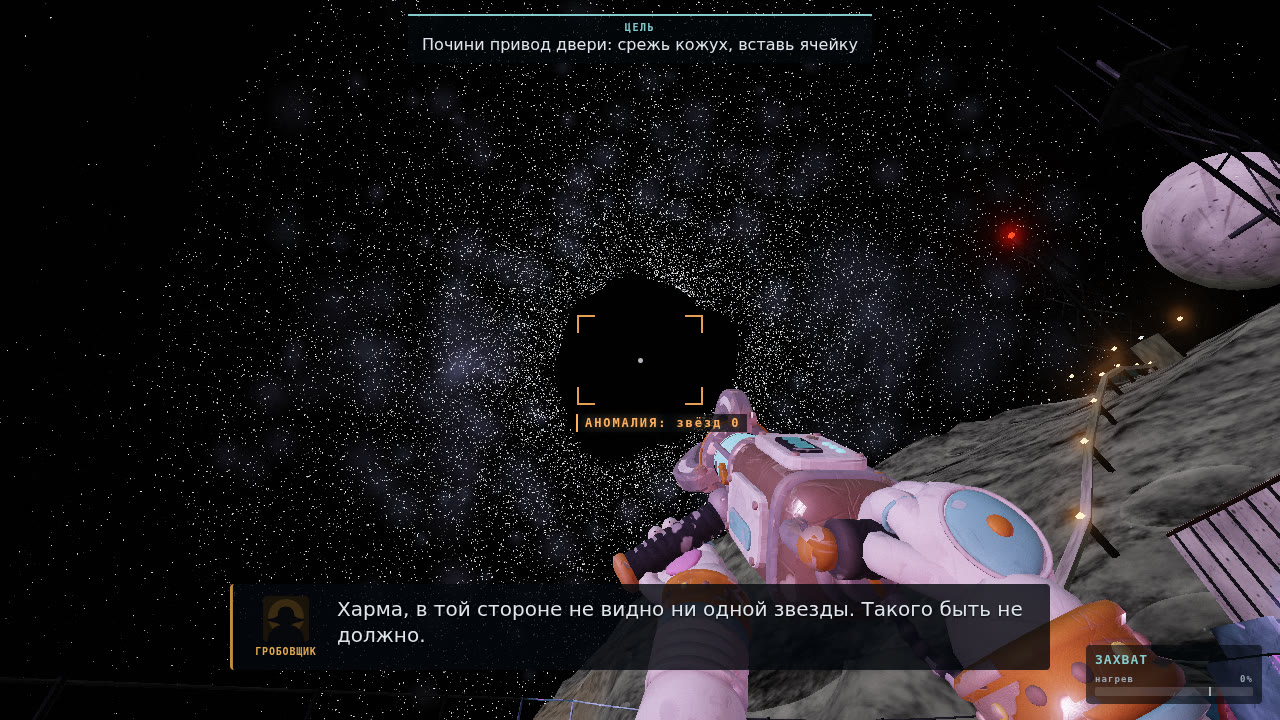 ЦЕЛЬ
Почини привод двери: срежь кожух, вставь ячейку
АНОМАЛИЯ: звёзд 0
Харма, в той стороне не видно ни одной звезды. Такого быть не
должно.
ГРОБОВЩИК
ЗАХВАТ
нагрев 0%